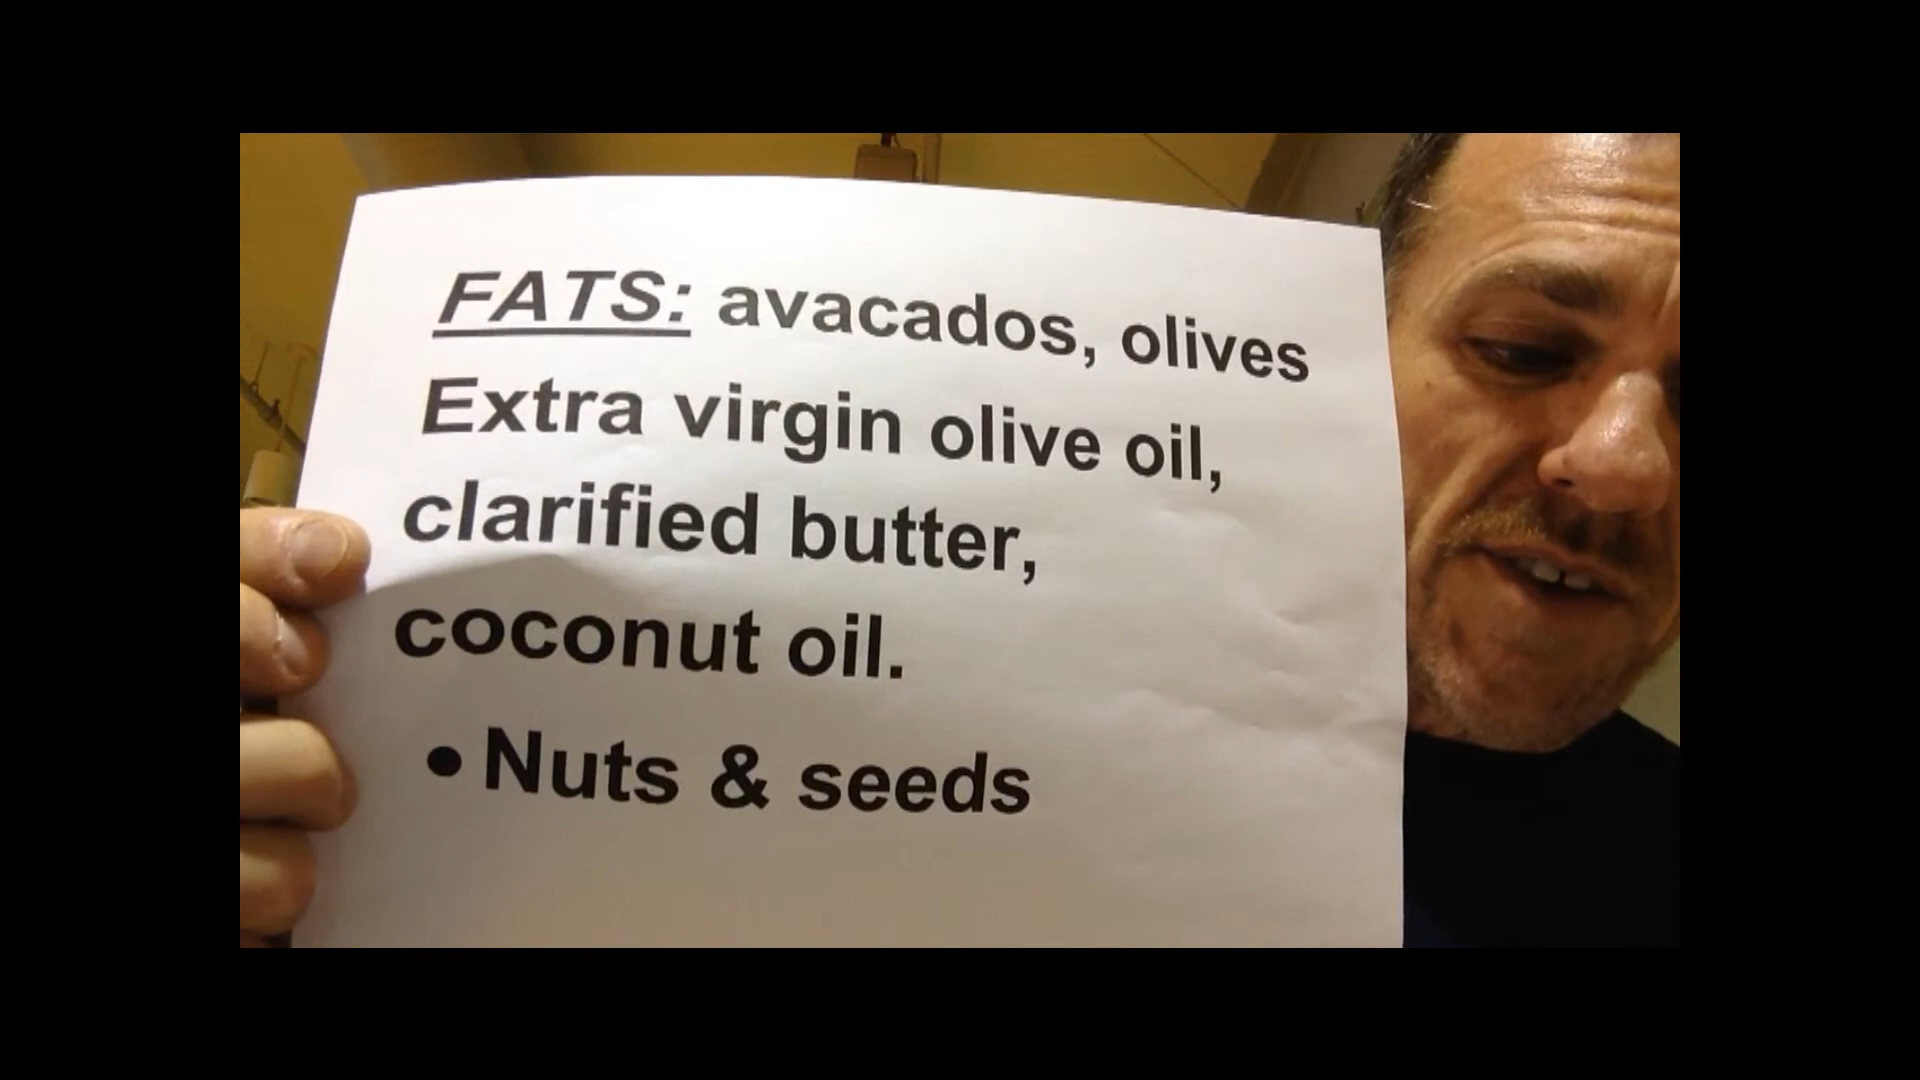 FATS: avacados, olives
Extra virgin olive oil,
clarified butter,
coconut oil.
• Nuts & seeds